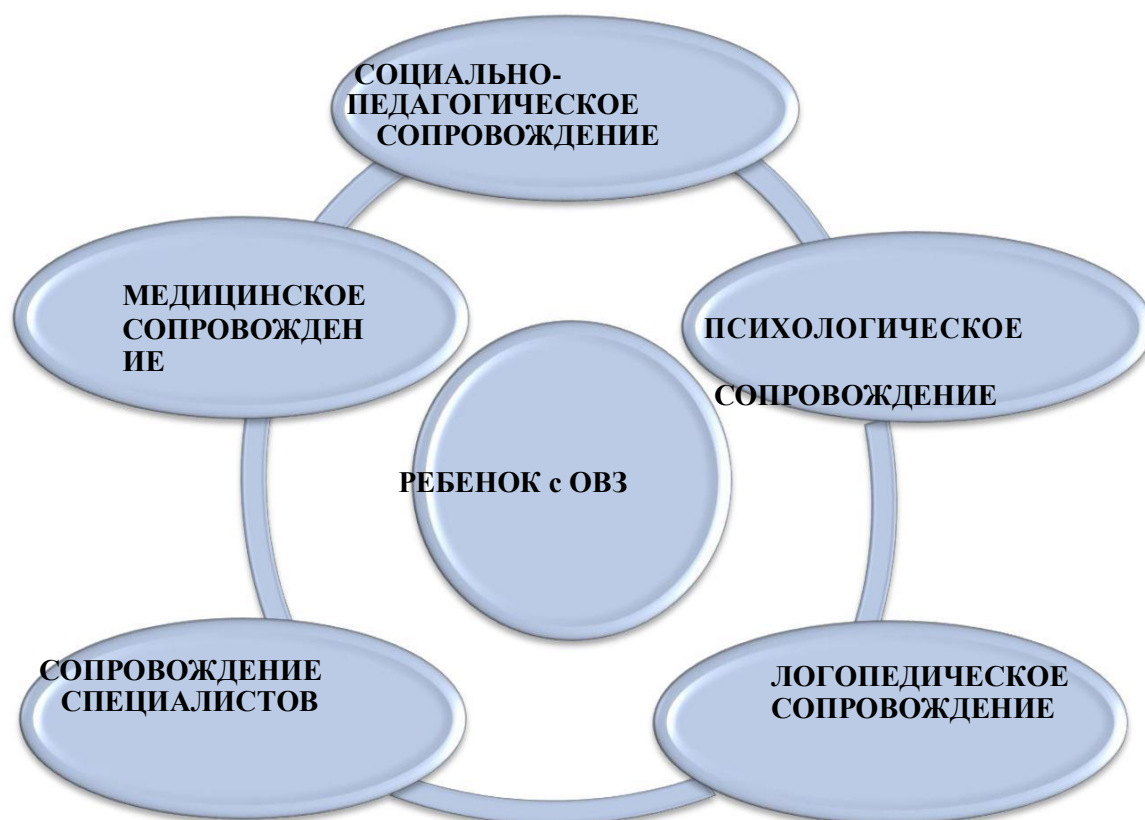 СОЦИАЛЬНО-
ПЕДАГОГИЧЕСКОЕ
СОПРОВОЖДЕНИЕ
МЕДИЦИНСКОЕ
СОПРОВОЖДЕН
ИЕ
ПСИХОЛОГИЧЕСКОЕ
СОПРОВОЖДЕНИЕ
РЕБЕНОК с ОВЗ
СОПРОВОЖДЕНИЕ
СПЕЦИАЛИСТОВ
ЛОГОПЕДИЧЕСКОЕ
СОПРОВОЖДЕНИЕ